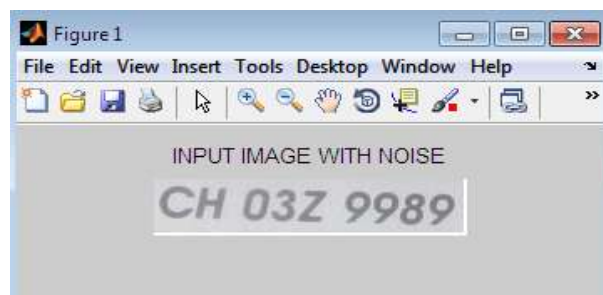 Figure 1
File Edit View Insert Tools Desktop Window Help
INPUT IMAGE WITH NOISE
CH 03Z 9989